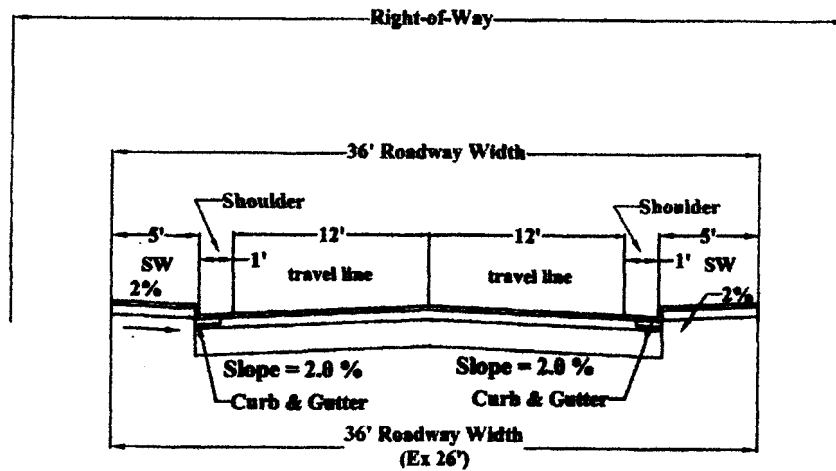 Right-of-Way
36' Roadway Width
Shoulder
Shoulder
5'
12'
12'
5'
1'
1'
SW
travel line
travel line
SW
2%
2%
Slope = 2.0 %
Slope = 2.0 %
Curb & Gutter
Curb & Gutter
36' Roadway Width
(Ex 26')